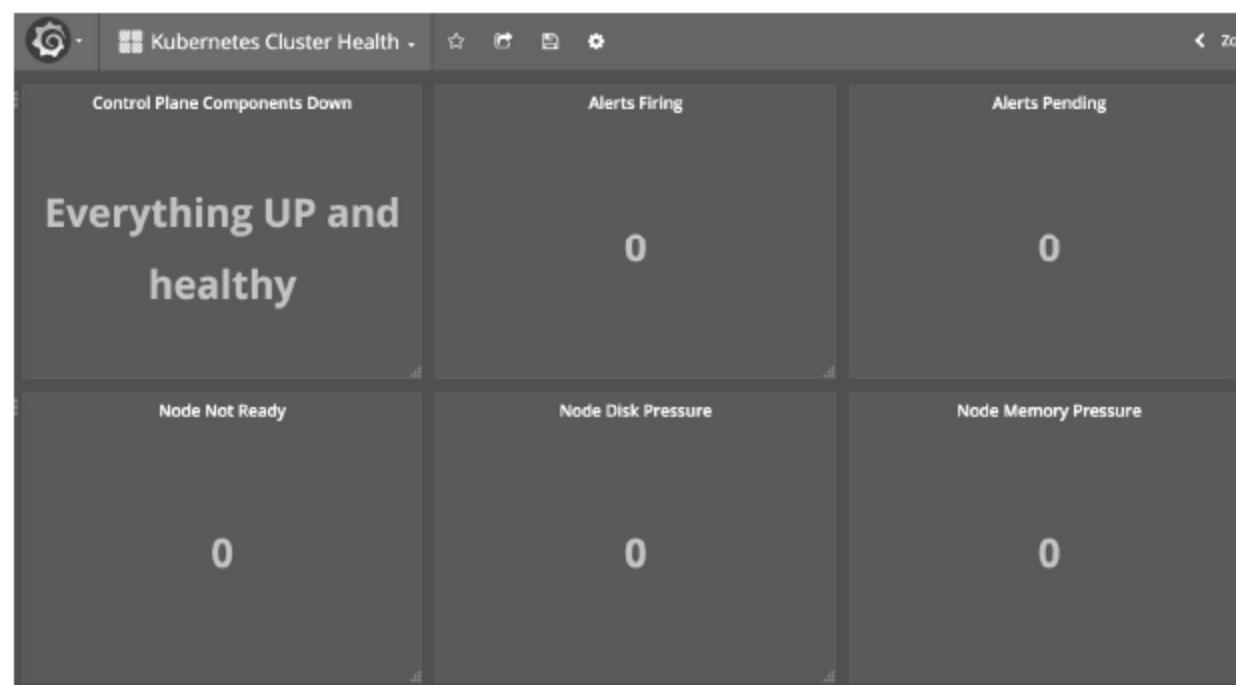 Kubernetes Cluster Health
Control Plane Components Down
Alerts Firing
Alerts Pending
Everything UP and
healthy
0
0
Node Not Ready
Node Disk Pressure
Node Memory Pressure
0
0
0